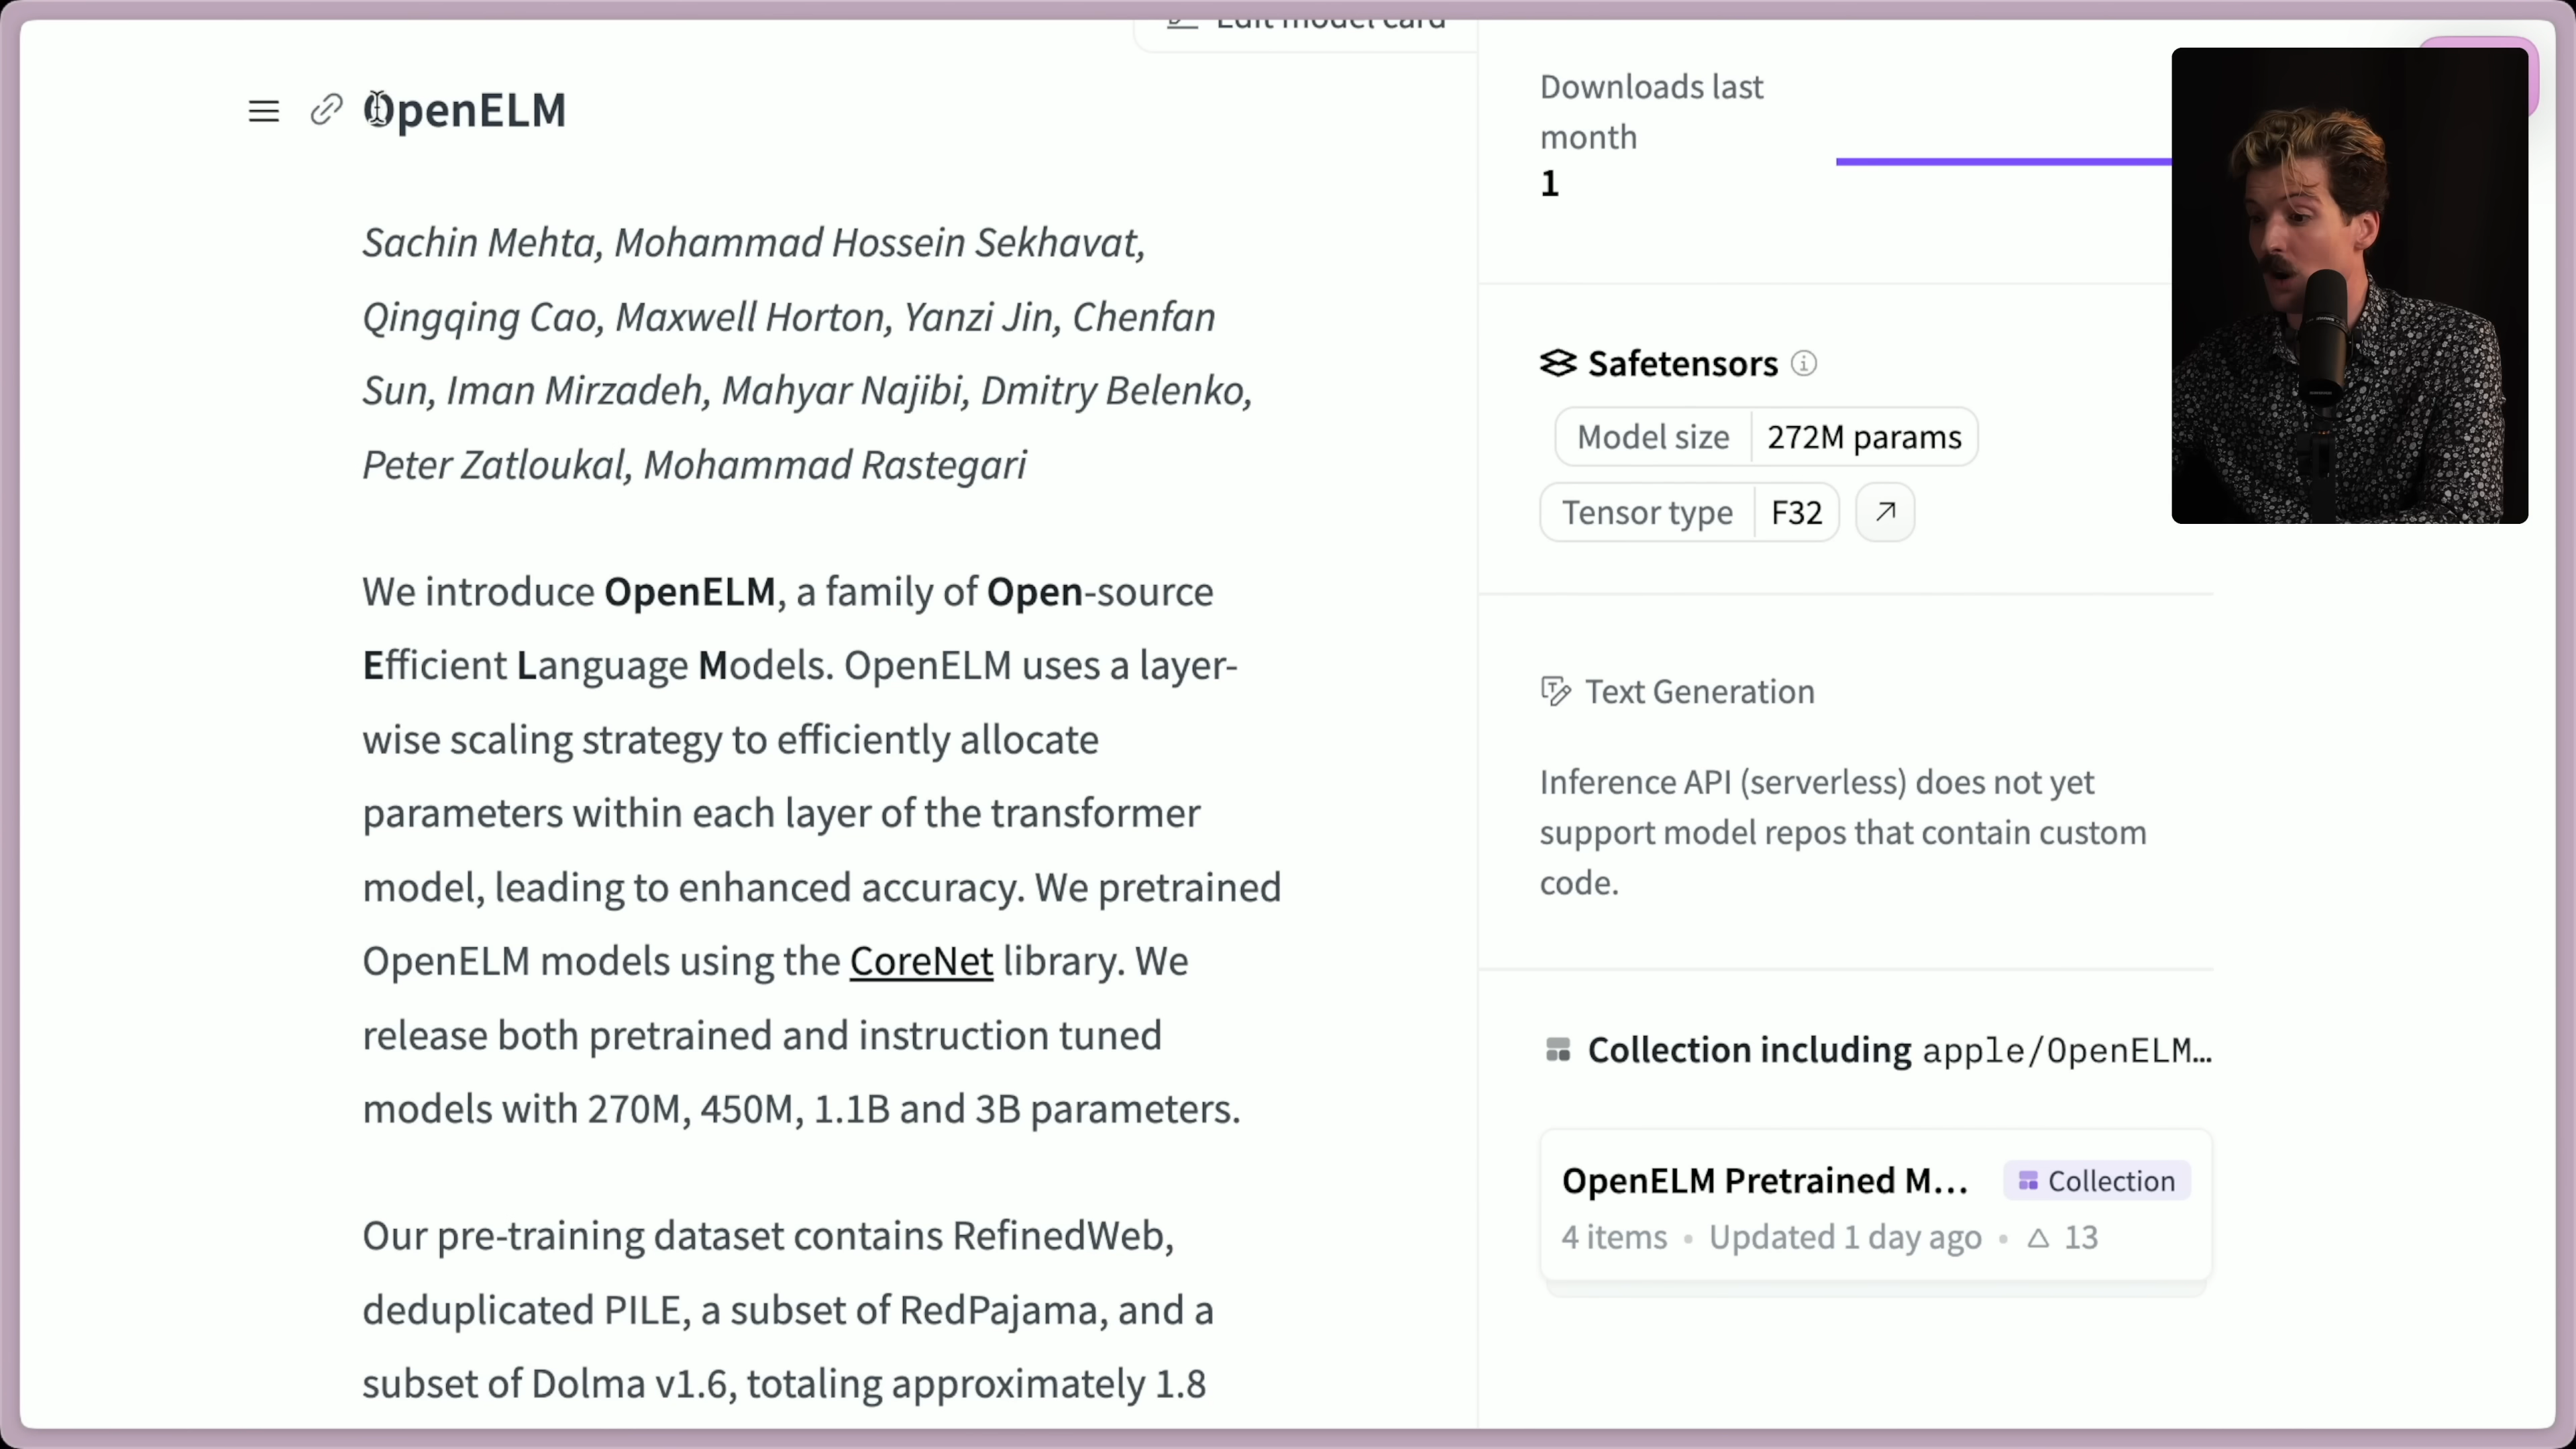 Edit model card
OpenELM
Sachin Mehta, Mohammad Hossein Sekhavat,
Qingqing Cao, Maxwell Horton, Yanzi Jin, Chenfan
Sun, Iman Mirzadeh, Mahyar Najibi, Dmitry Belenko,
Peter Zatloukal, Mohammad Rastegari
We introduce OpenELM, a family of Open-source
Efficient Language Models. OpenELM uses a layer-
wise scaling strategy to efficiently allocate
parameters within each layer of the transformer
model, leading to enhanced accuracy. We pretrained
OpenELM models using the CoreNet library. We
release both pretrained and instruction tuned
models with 270M, 450M, 1.1B and 3B parameters.
Our pre-training dataset contains RefinedWeb,
deduplicated PILE, a subset of RedPajama, and a
subset of Dolma v1.6, totaling approximately 1.8
Downloads last
month
1
Safetensors
Model size 272M params
Tensor type F32
Text Generation
Inference API (serverless) does not yet
support model repos that contain custom
code.
Collection including apple/OpenELM…
OpenELM Pretrained M… Collection
4 items • Updated 1 day ago • △ 13